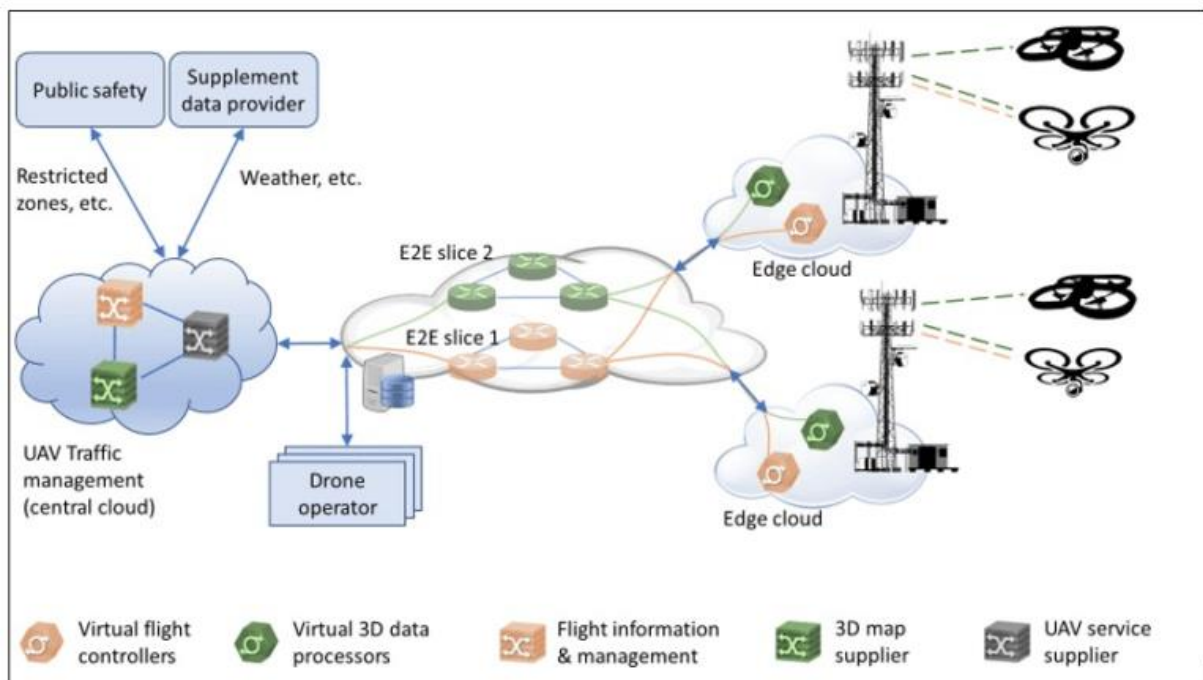 Public safety
Supplement
data provider
Restricted
zones, etc.
Weather, etc.
E2E slice 2
E2E slice 1
Edge cloud
UAV Traffic
management
(central cloud)
Drone
operator
Edge cloud
Virtual flight
controllers
Virtual 3D data
processors
Flight information
& management
3D map
supplier
UAV service
supplier